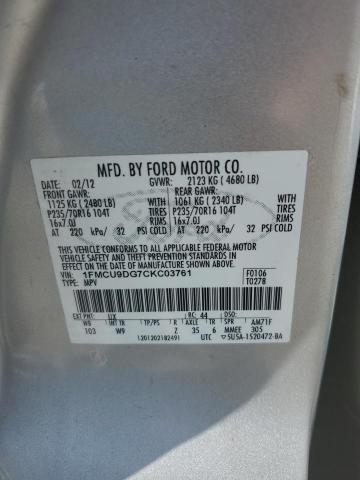 MFD. BY FORD MOTOR CO.
02/12 GVWR: 2123 KG (4680 LB)
FRONT GAWR: REAR GAWR:
1125 KG (2480 LB) 1061 KG (2340 LB)
P235/70R16 104T TIRES P235/70R16 104T TIRES
16x7.0J RIMS 16x7.0J RIMS
AT 220 kPa/ 32 PSI COLD AT 220 kPa/ 32 PSI COLD
THIS VEHICLE CONFORMS TO ALL APPLICABLE FEDERAL MOTOR VEHICLE SAFETY AND THEFT PREVENTION STANDARDS IN EFFECT ON THE DATE OF MANUFACTURE SHOWN ABOVE.
VIN: 1FMCU9DG7CKC03761 F0106
TYPE: MPV T0278
EXT PNT: UX RC: 44 DSO:
WB INT TR TP/PS R AXLE TR SPR AM71F
103 W9 Z 35 6 MMEE 305
1201202182491 UTC 5U5A-1520472-BA